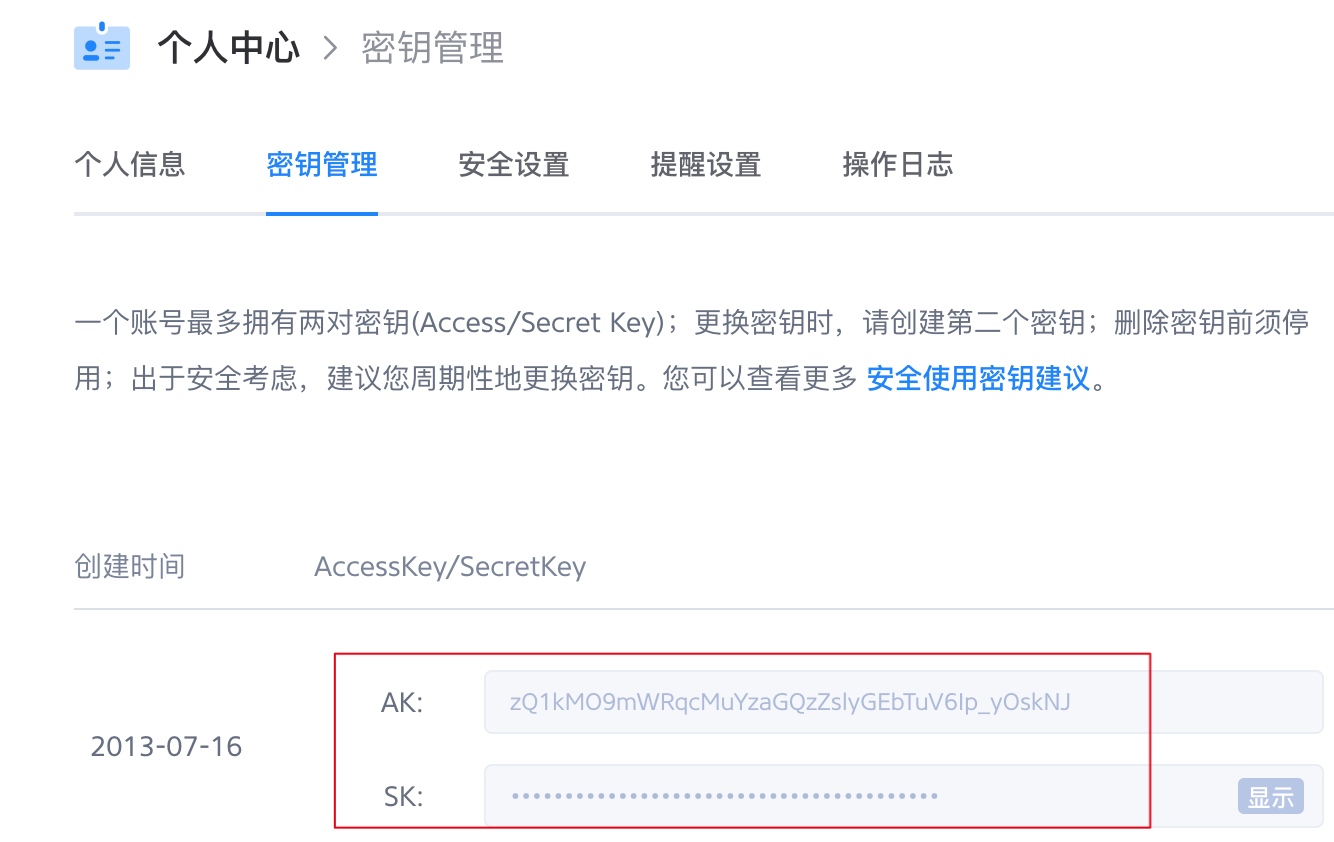 个人中心 > 密钥管理
个人信息 密钥管理 安全设置 提醒设置 操作日志
一个账号最多拥有两对密钥(Access/Secret Key)；更换密钥时，请创建第二个密钥；删除密钥前须停
用；出于安全考虑，建议您周期性地更换密钥。您可以查看更多 安全使用密钥建议。
创建时间 AccessKey/SecretKey
AK: zQ1kMO9mWRqcMuYzaGQzZslyGEbTuV6Ip_yOskNJ
2013-07-16
SK: •••••••••••••••••••••••••••••••••••••••• 显示